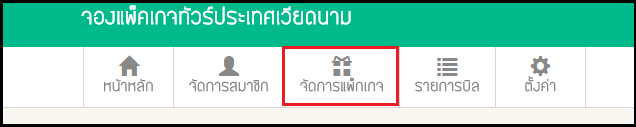 จองแพ็คเกจทัวร์ประเทศเวียดนาม
หน้าหลัก จัดการสมาชิก จัดการแพ็กเกจ รายการบิล ตั้งค่า